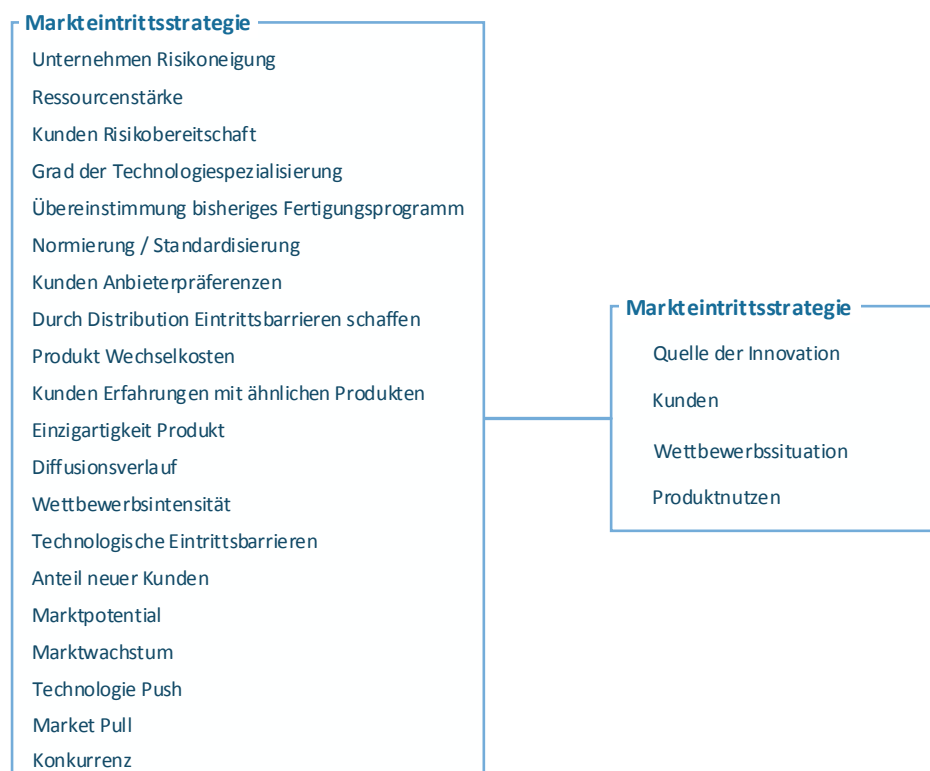 Markteintrittsstrategie
Unternehmen Risikoneigung
Ressourcenstärke
Kunden Risikobereitschaft
Grad der Technologiespezialisierung
Übereinstimmung bisheriges Fertigungsprogramm
Normierung / Standardisierung
Kunden Anbieterpräferenzen
Durch Distribution Eintrittsbarrieren schaffen
Produkt Wechselkosten
Kunden Erfahrungen mit ähnlichen Produkten
Einzigartigkeit Produkt
Diffusionsverlauf
Wettbewerbsintensität
Technologische Eintrittsbarrieren
Anteil neuer Kunden
Marktpotential
Marktwachstum
Technologie Push
Market Pull
Konkurrenz
Markteintrittsstrategie
Quelle der Innovation
Kunden
Wettbewerbssituation
Produktnutzen